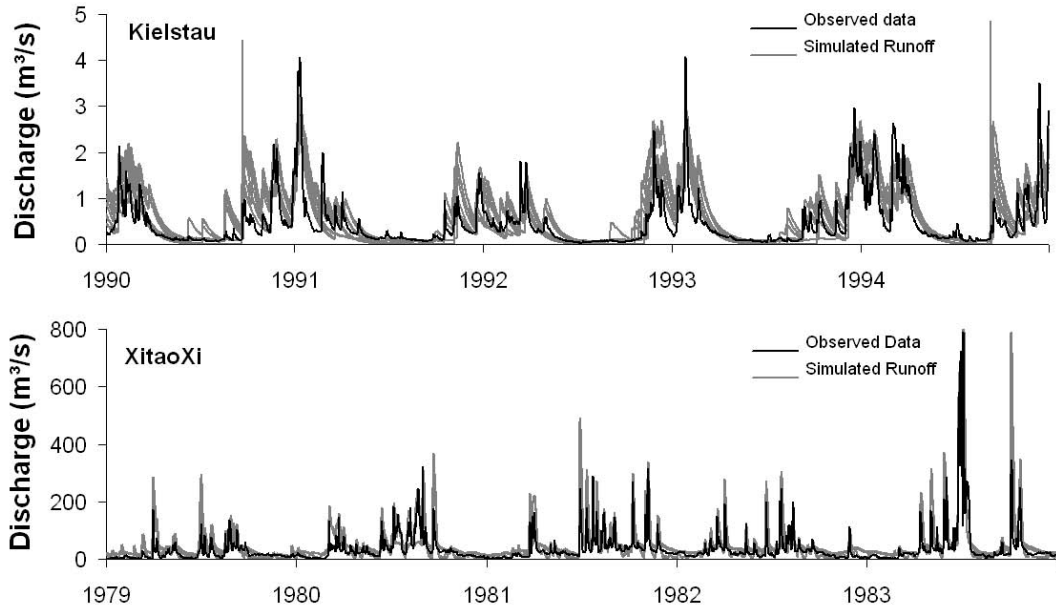 Kielstau
Observed data
Simulated Runoff
Discharge (m³/s)
5
4
3
2
1
0
1990 1991 1992 1993 1994
XitaoXi
Observed Data
Simulated Runoff
Discharge (m³/s)
800
600
400
200
0
1979 1980 1981 1982 1983